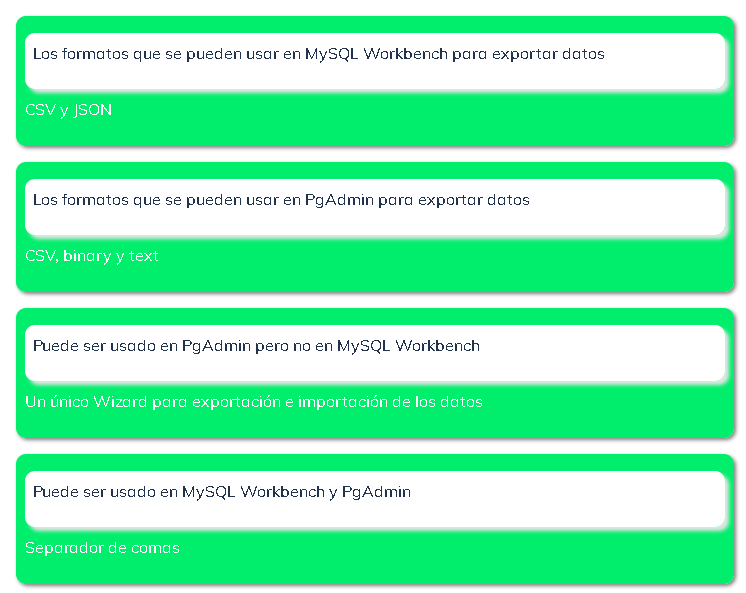 Los formatos que se pueden usar en MySQL Workbench para exportar datos
CSV y JSON
Los formatos que se pueden usar en PgAdmin para exportar datos
CSV, binary y text
Puede ser usado en PgAdmin pero no en MySQL Workbench
Un único Wizard para exportación e importación de los datos
Puede ser usado en MySQL Workbench y PgAdmin
Separador de comas